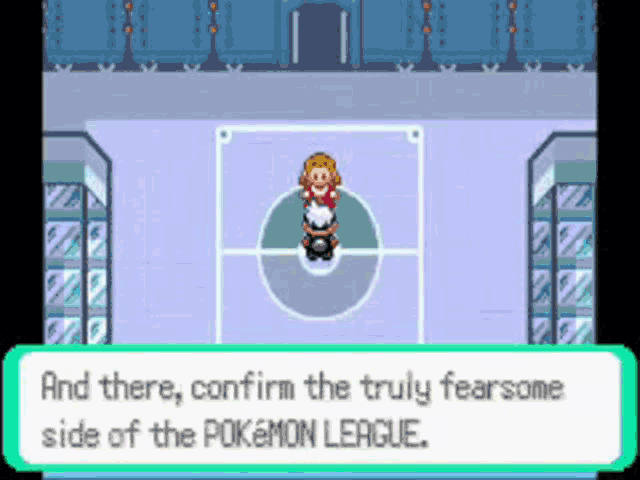 And there, confirm the truly fearsome
side of the POKéMON LEAGUE.